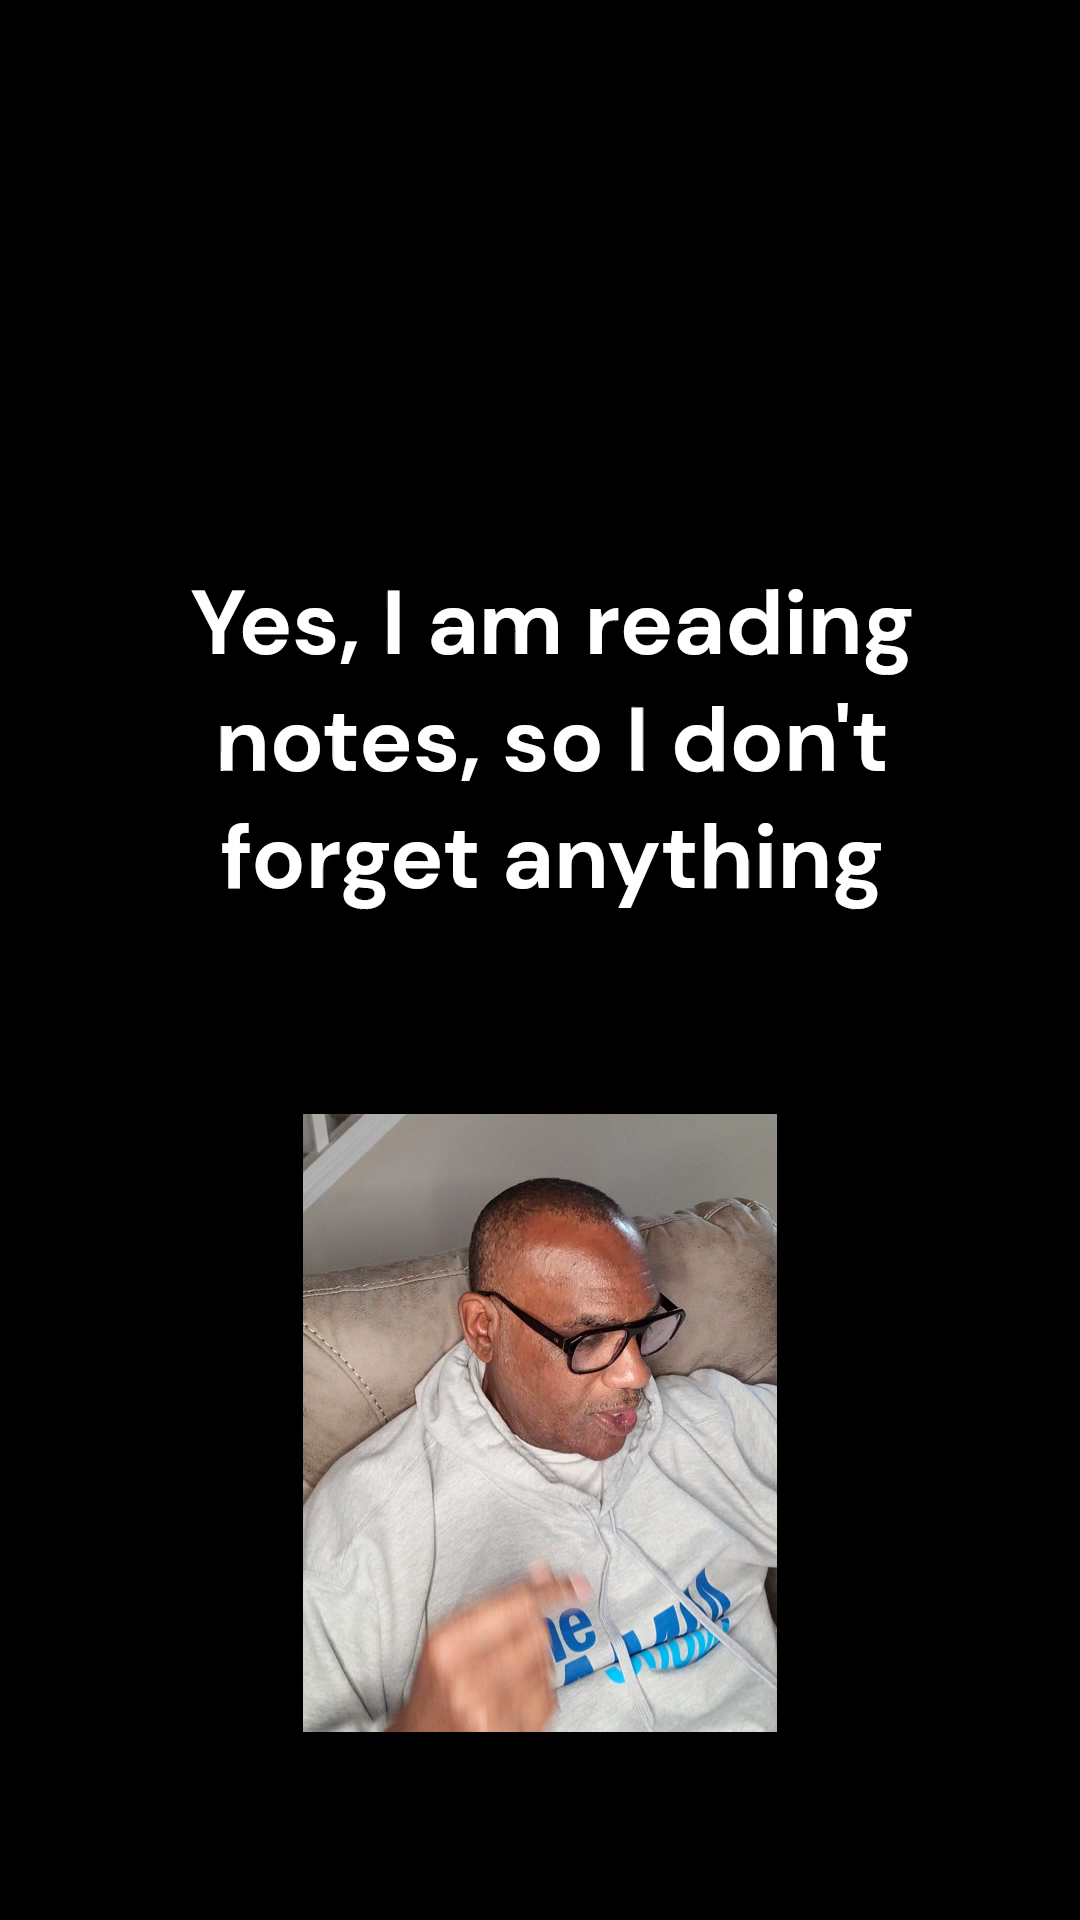 Yes, I am reading
notes, so I don't
forget anything